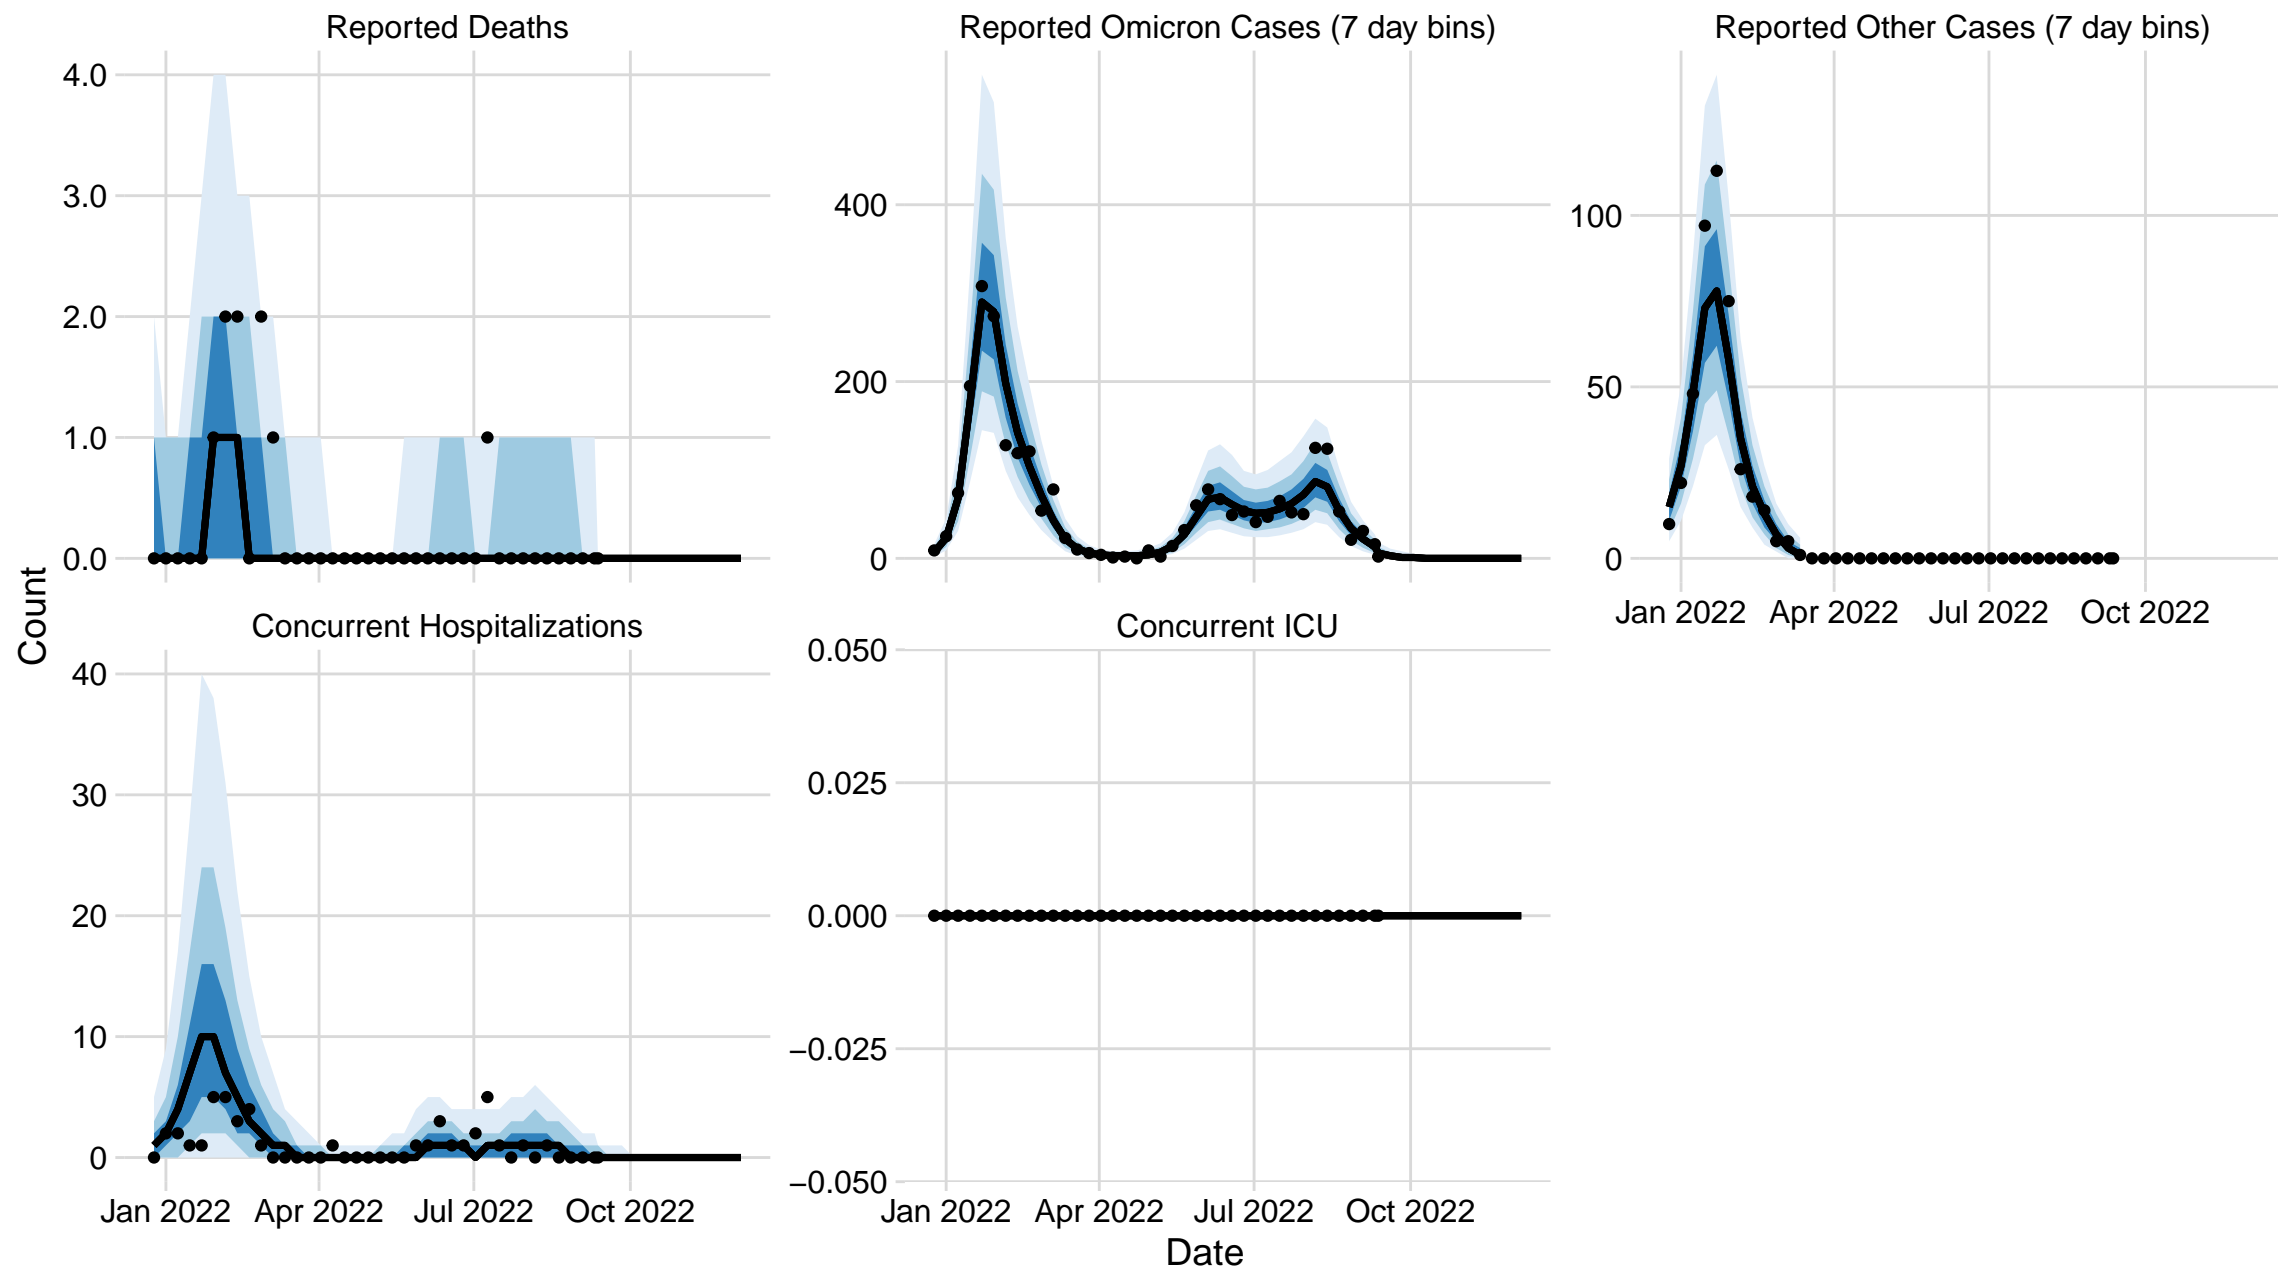 Reported Deaths
Reported Omicron Cases (7 day bins)
Reported Other Cases (7 day bins)
4.0
3.0
2.0
1.0
0.0
400
200
0
100
50
0
Jan 2022 Apr 2022 Jul 2022 Oct 2022
Count
Concurrent Hospitalizations
Concurrent ICU
40
30
20
10
0
0.050
0.025
0.000
−0.025
−0.050
Jan 2022 Apr 2022 Jul 2022 Oct 2022
Jan 2022 Apr 2022 Jul 2022 Oct 2022
Date